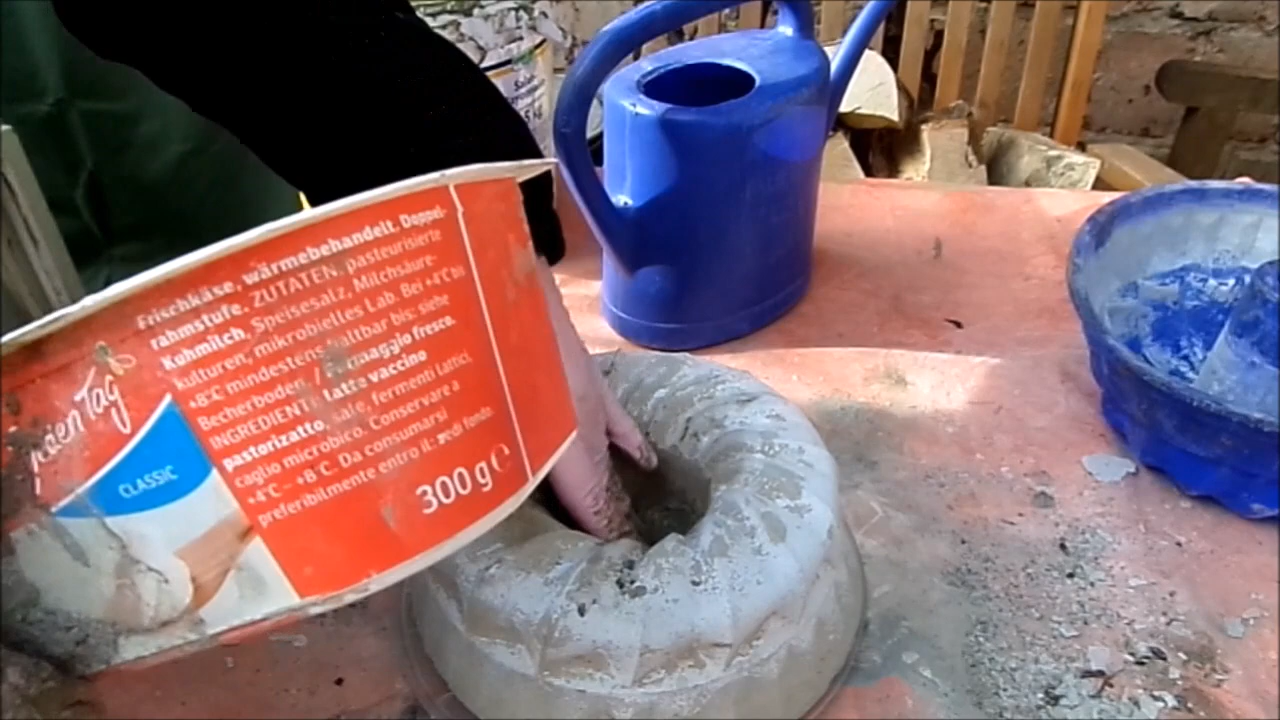 Frischkäse, wärmebehandelt. Doppel-
rahmstufe. ZUTATEN: pasteurisierte
Kuhmilch, Speisesalz, Milchsäure-
kulturen, mikrobielles Lab. Bei +4°C bis
+8°C mindestens haltbar bis: siehe
Becherboden. / Formaggio fresco.
INGREDIENTI: latte vaccino
pastorizzato, sale, fermenti lattici,
caglio microbico. Conservare a
+4°C – +8°C. Da consumarsi
preferibilmente entro il: vedi fondo.
300 g e
Jeden Tag
CLASSIC